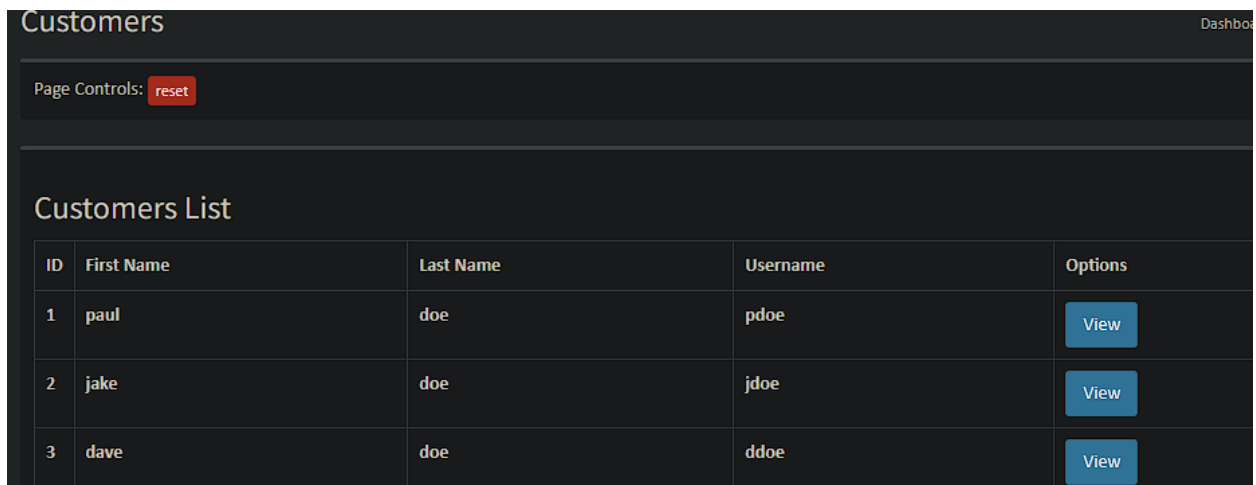 Customers
Page Controls: reset
Customers List
ID First Name Last Name Username Options
1 paul doe pdoe View
2 jake doe jdoe View
3 dave doe ddoe View